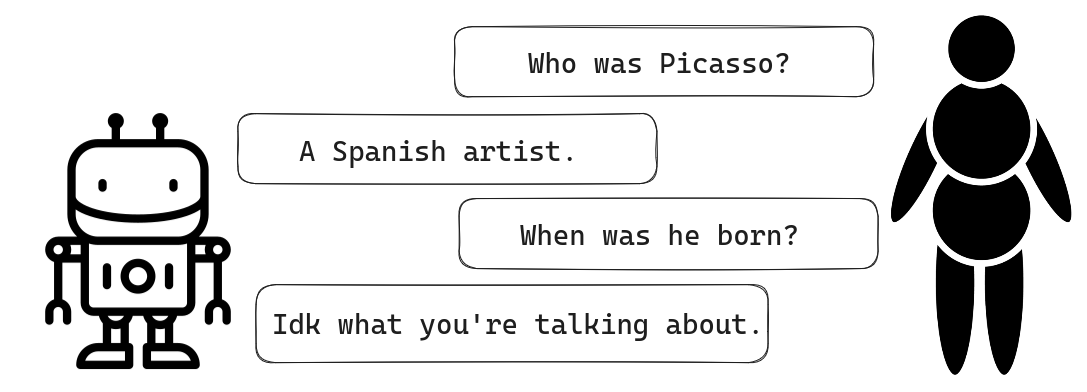 Who was Picasso?
A Spanish artist.
When was he born?
Idk what you're talking about.